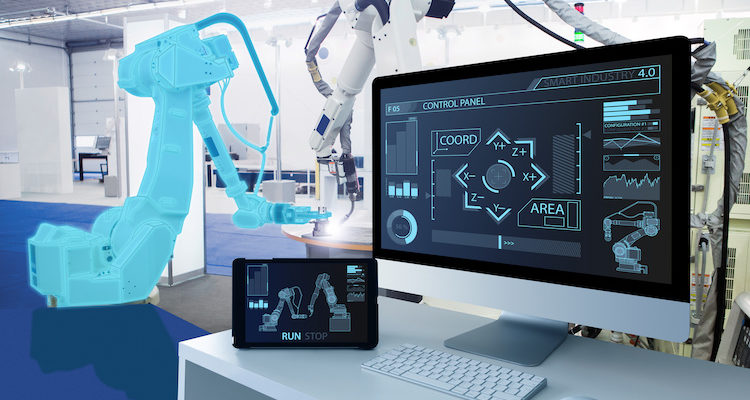 SMART INDUSTRY 4.0
F 05 CONTROL PANEL
CONFIGURATION #1
COORD
Y+
Z+
X-
X+
Z-
Y-
AREA
>>>
RUN STOP